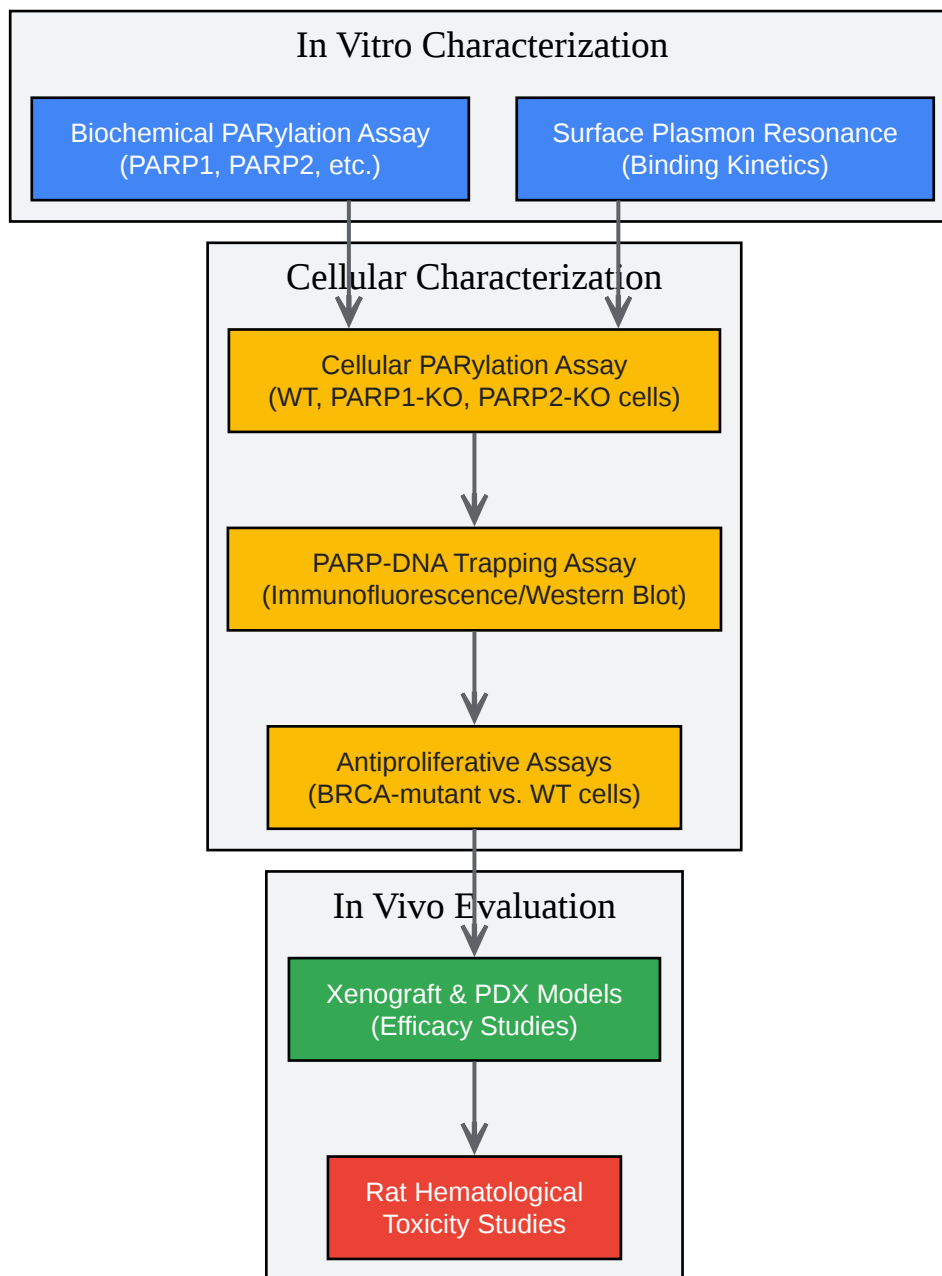 In Vitro Characterization
Biochemical PARylation Assay
(PARP1, PARP2, etc.)
Surface Plasmon Resonance
(Binding Kinetics)
Cellular Characterization
Cellular PARylation Assay
(WT, PARP1-KO, PARP2-KO cells)
PARP-DNA Trapping Assay
(Immunofluorescence/Western Blot)
Antiproliferative Assays
(BRCA-mutant vs. WT cells)
In Vivo Evaluation
Xenograft & PDX Models
(Efficacy Studies)
Rat Hematological
Toxicity Studies